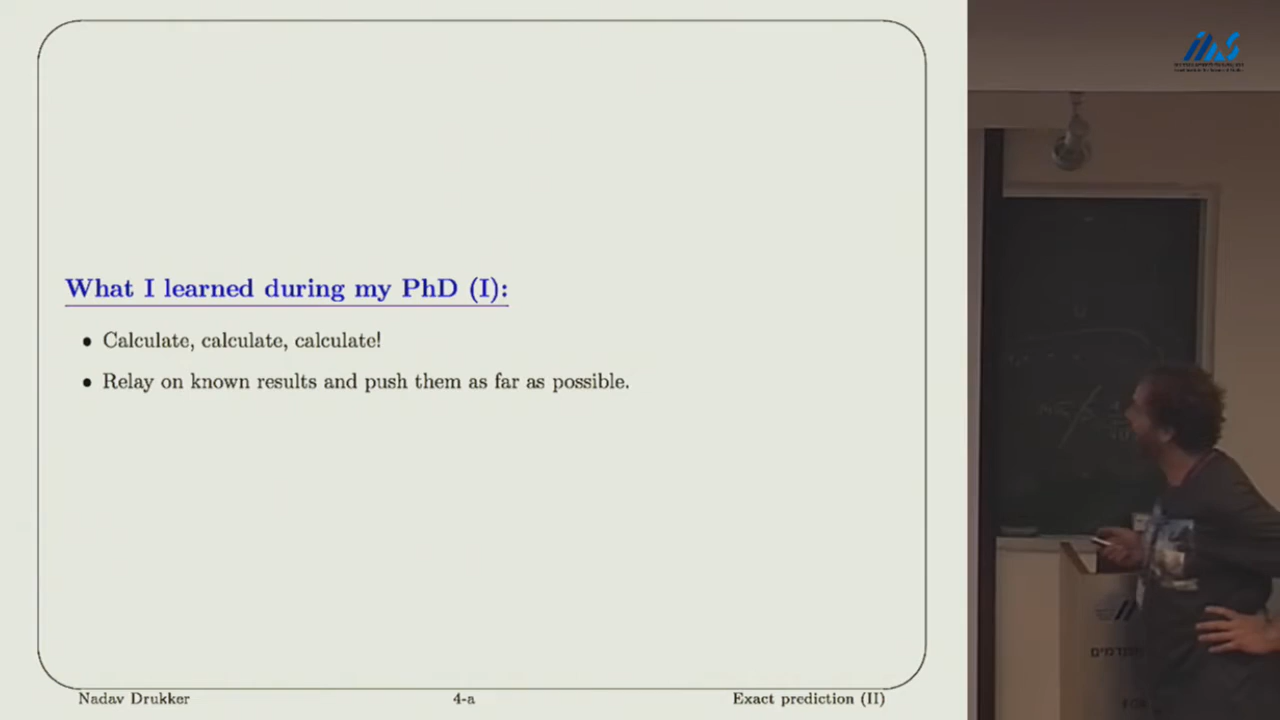 What I learned during my PhD (I):
• Calculate, calculate, calculate!
• Relay on known results and push them as far as possible.
Nadav Drukker 4-a Exact prediction (II)